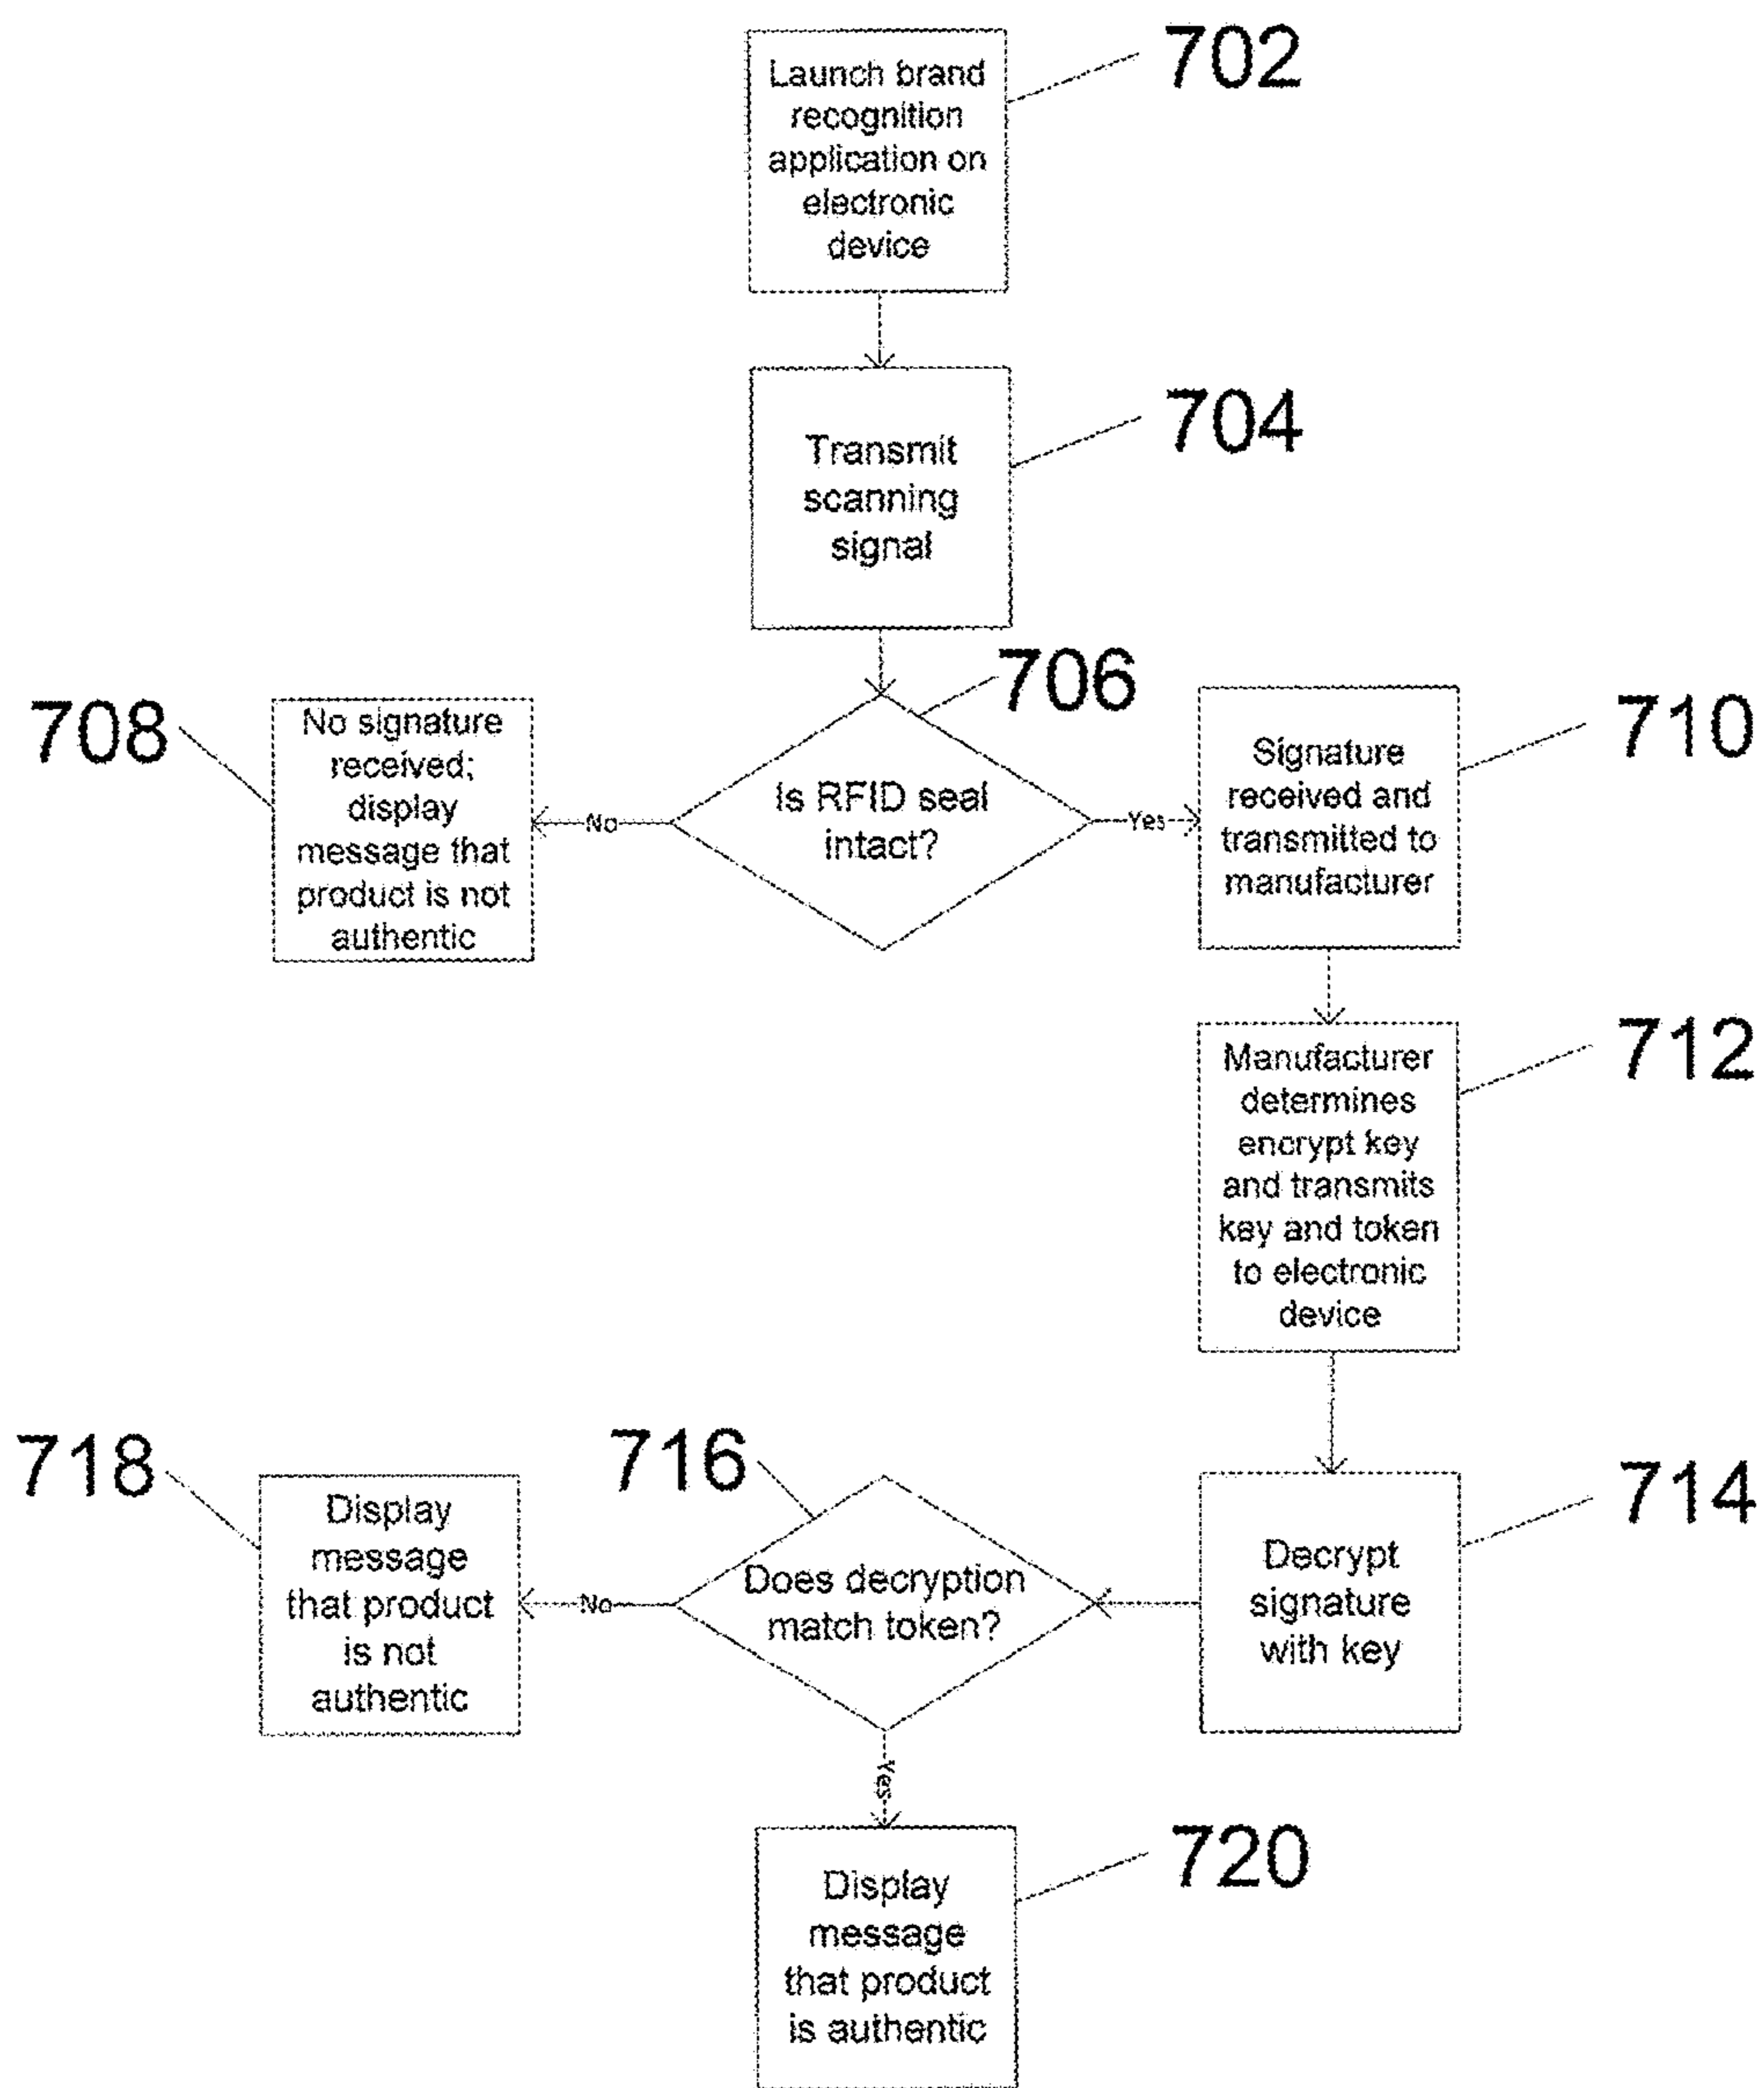 702
Launch brand
recognition
application on
electronic
device
704
Transmit
scanning
signal
706
Is RFID seal
intact?
No
708
No signature
received;
display
message that
product is not
authentic
Yes
710
Signature
received and
transmitted to
manufacturer
712
Manufacturer
determines
encrypt key
and transmits
key and token
to electronic
device
714
Decrypt
signature
with key
716
Does decryption
match token?
No
718
Display
message
that product
is not
authentic
Yes
720
Display
message
that product
is authentic